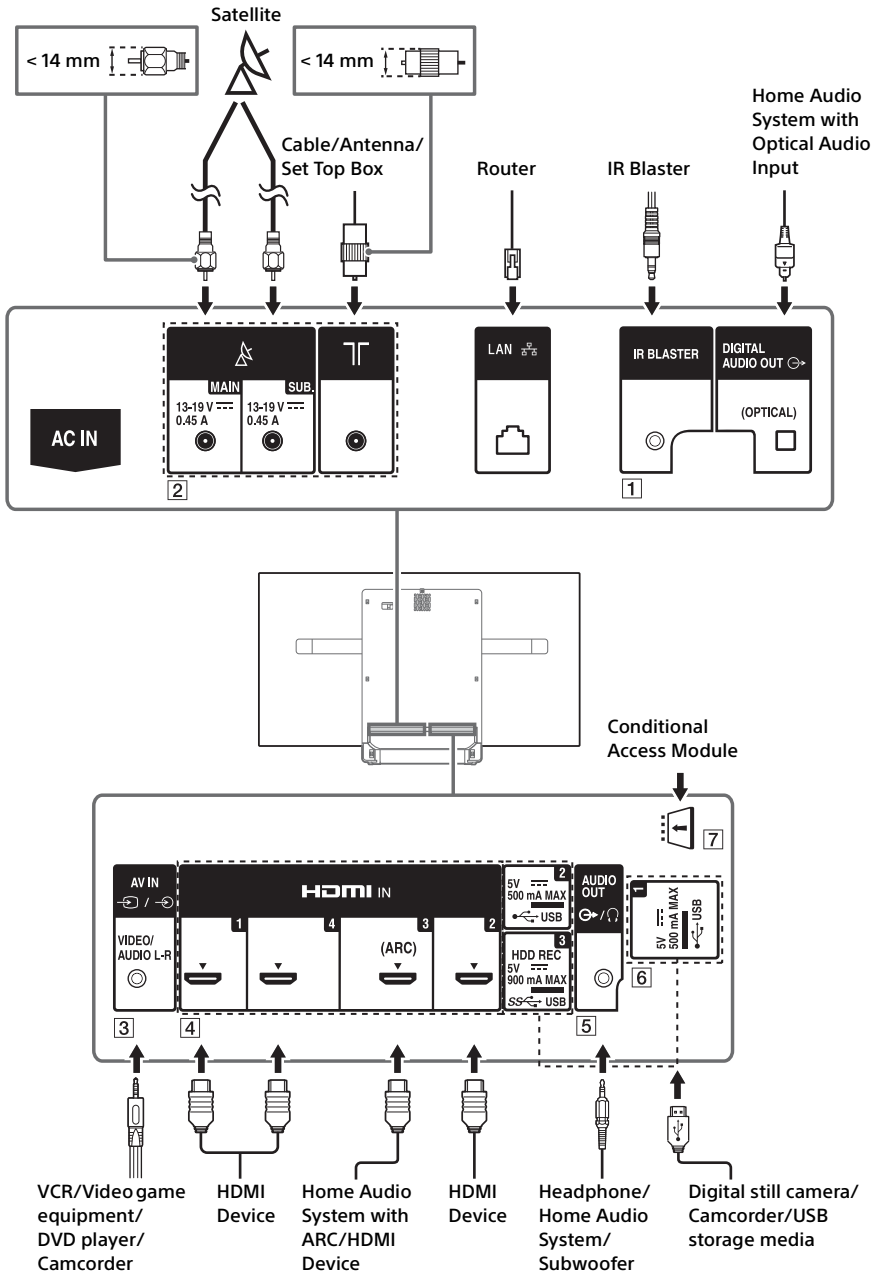 Satellite
< 14 mm
< 14 mm
Home Audio
System with
Optical Audio
Input
Cable/Antenna/
Set Top Box
Router
IR Blaster
AC IN
MAIN
13-19 V
0.45 A
SUB.
13-19 V
0.45 A
2
LAN
IR BLASTER
1
DIGITAL
AUDIO OUT
(OPTICAL)
Conditional
Access Module
7
AV IN
/
VIDEO/
AUDIO L-R
3
HDMI IN
1
4
3
(ARC)
2
4
2
5V
500 mA MAX
USB
3
HDD REC
5V
900 mA MAX
SS USB
AUDIO
OUT
/
5
1
5V
500 mA MAX
USB
6
VCR/Video game
equipment/
DVD player/
Camcorder
HDMI
Device
Home Audio
System with
ARC/HDMI
Device
HDMI
Device
Headphone/
Home Audio
System/
Subwoofer
Digital still camera/
Camcorder/USB
storage media